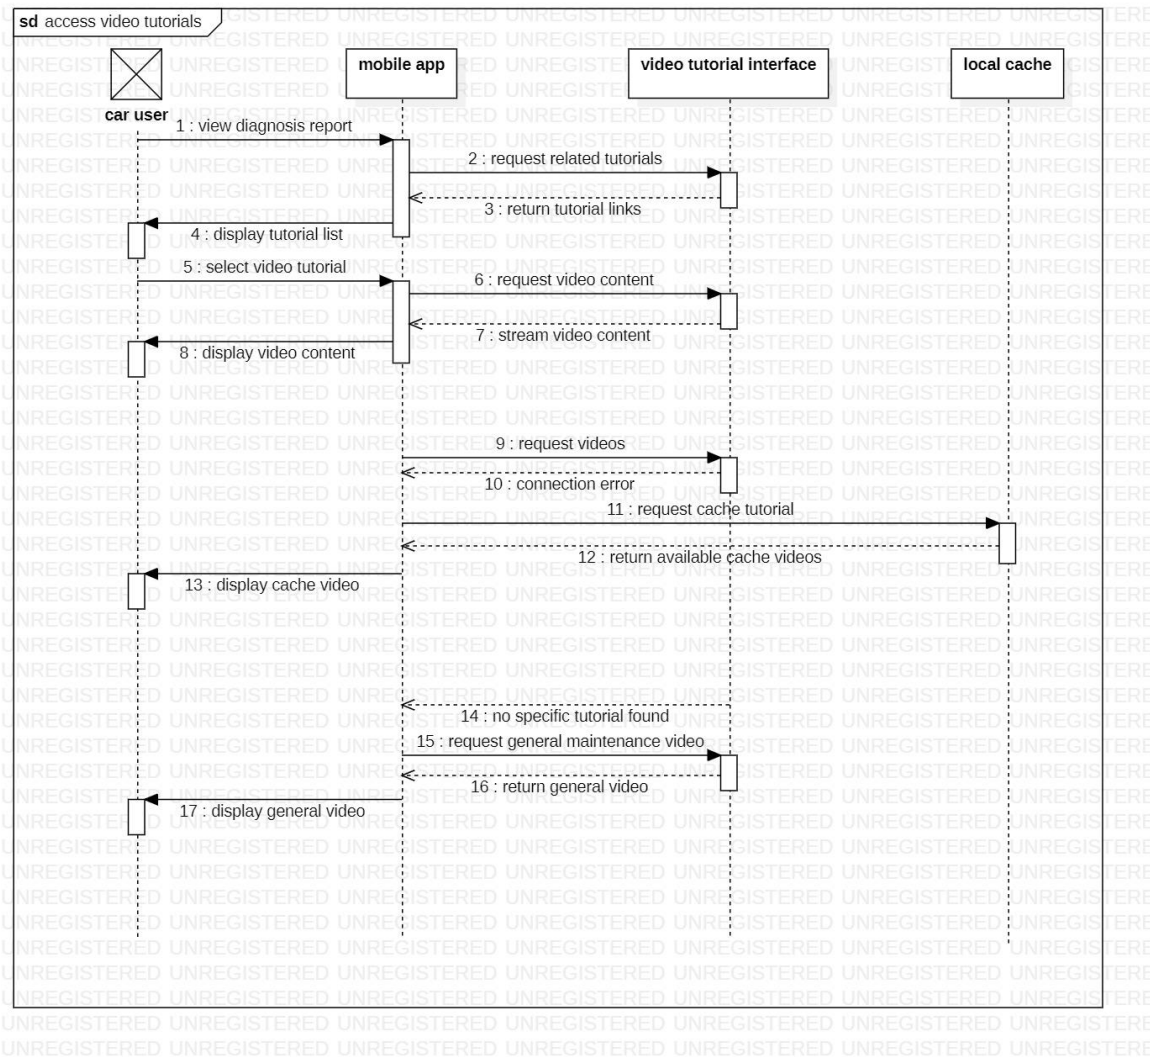 sd access video tutorials
mobile app
video tutorial interface
local cache
car user
1 : view diagnosis report
2 : request related tutorials
3 : return tutorial links
4 : display tutorial list
5 : select video tutorial
6 : request video content
7 : stream video content
8 : display video content
9 : request videos
10 : connection error
11 : request cache tutorial
12 : return available cache videos
13 : display cache video
14 : no specific tutorial found
15 : request general maintenance video
16 : return general video
17 : display general video
UNREGISTERED UNREGISTERED UNREGISTERED UNREGISTERED UNREGISTERED UNREGISTERED UNREGISTERE